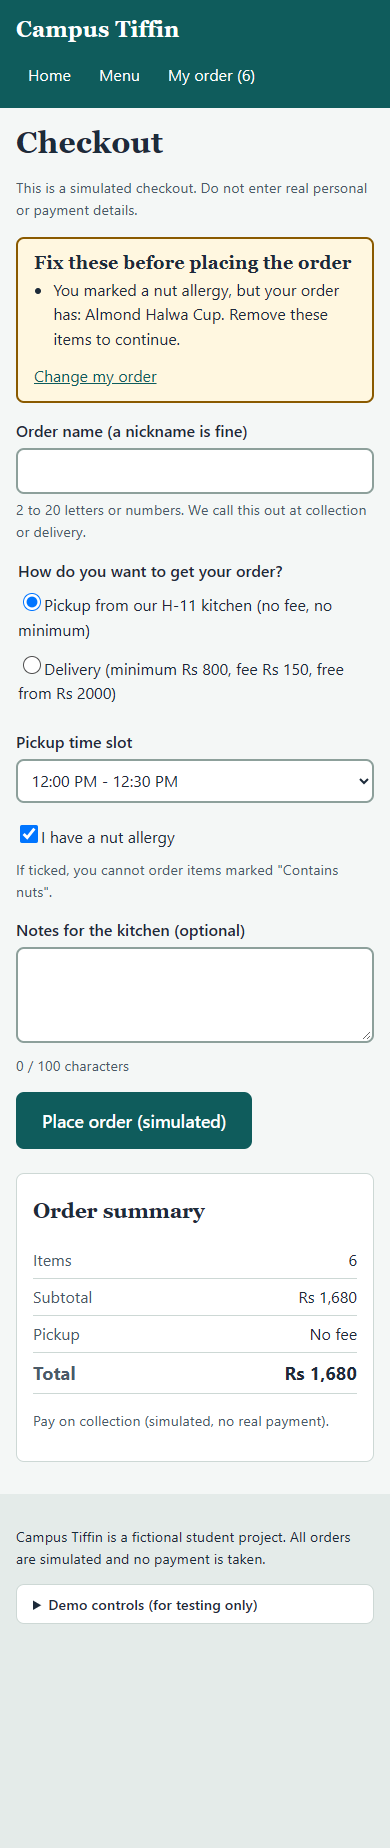 Campus Tiffin
Home Menu My order (6)
Checkout
This is a simulated checkout. Do not enter real personal
or payment details.
Fix these before placing the order
• You marked a nut allergy, but your order
has: Almond Halwa Cup. Remove these
items to continue.
Change my order
Order name (a nickname is fine)
2 to 20 letters or numbers. We call this out at collection
or delivery.
How do you want to get your order?
Pickup from our H-11 kitchen (no fee, no
minimum)
Delivery (minimum Rs 800, fee Rs 150, free
from Rs 2000)
Pickup time slot
12:00 PM - 12:30 PM
I have a nut allergy
If ticked, you cannot order items marked "Contains
nuts".
Notes for the kitchen (optional)
0 / 100 characters
Place order (simulated)
Order summary
Items 6
Subtotal Rs 1,680
Pickup No fee
Total Rs 1,680
Pay on collection (simulated, no real payment).
Campus Tiffin is a fictional student project. All orders
are simulated and no payment is taken.
Demo controls (for testing only)